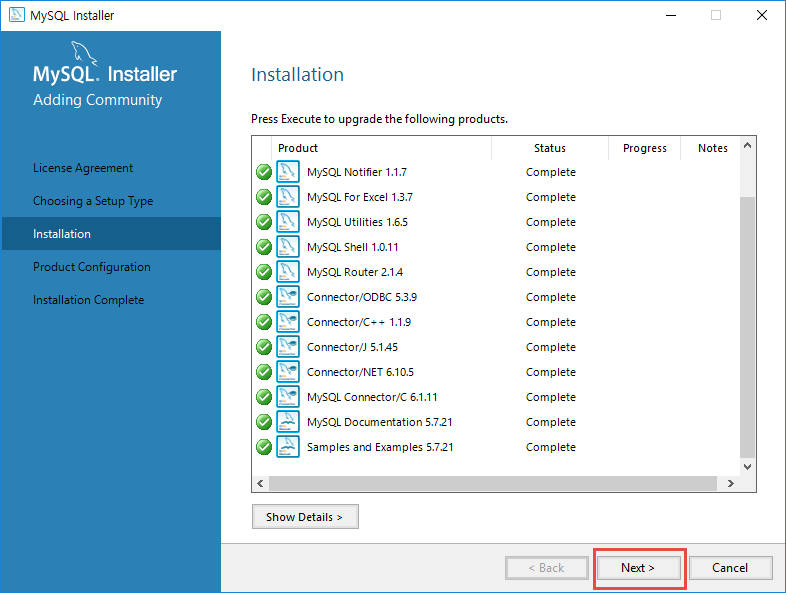 MySQL Installer
MySQL. Installer
Adding Community
License Agreement
Choosing a Setup Type
Installation
Product Configuration
Installation Complete
Installation
Press Execute to upgrade the following products.
Product Status Progress Notes
MySQL Notifier 1.1.7 Complete
MySQL For Excel 1.3.7 Complete
MySQL Utilities 1.6.5 Complete
MySQL Shell 1.0.11 Complete
MySQL Router 2.1.4 Complete
Connector/ODBC 5.3.9 Complete
Connector/C++ 1.1.9 Complete
Connector/J 5.1.45 Complete
Connector/NET 6.10.5 Complete
MySQL Connector/C 6.1.11 Complete
MySQL Documentation 5.7.21 Complete
Samples and Examples 5.7.21 Complete
Show Details >
< Back Next > Cancel